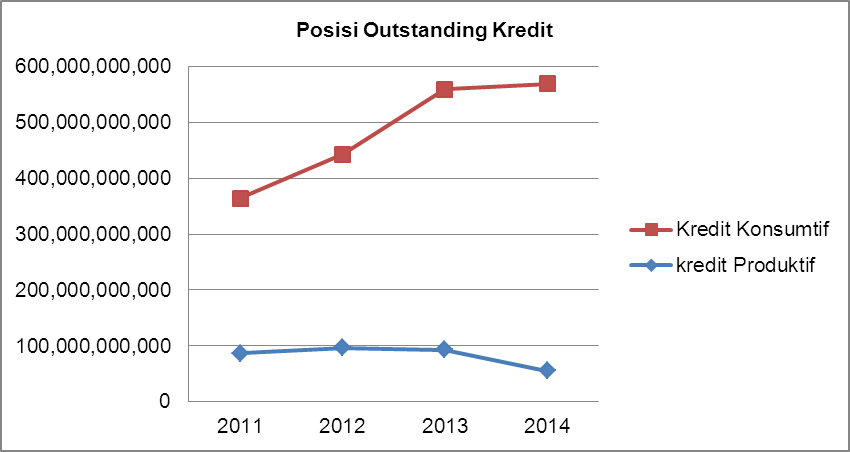 Posisi Outstanding Kredit
600,000,000,000
500,000,000,000
400,000,000,000
300,000,000,000
200,000,000,000
100,000,000,000
0
2011 2012 2013 2014
Kredit Konsumtif
kredit Produktif